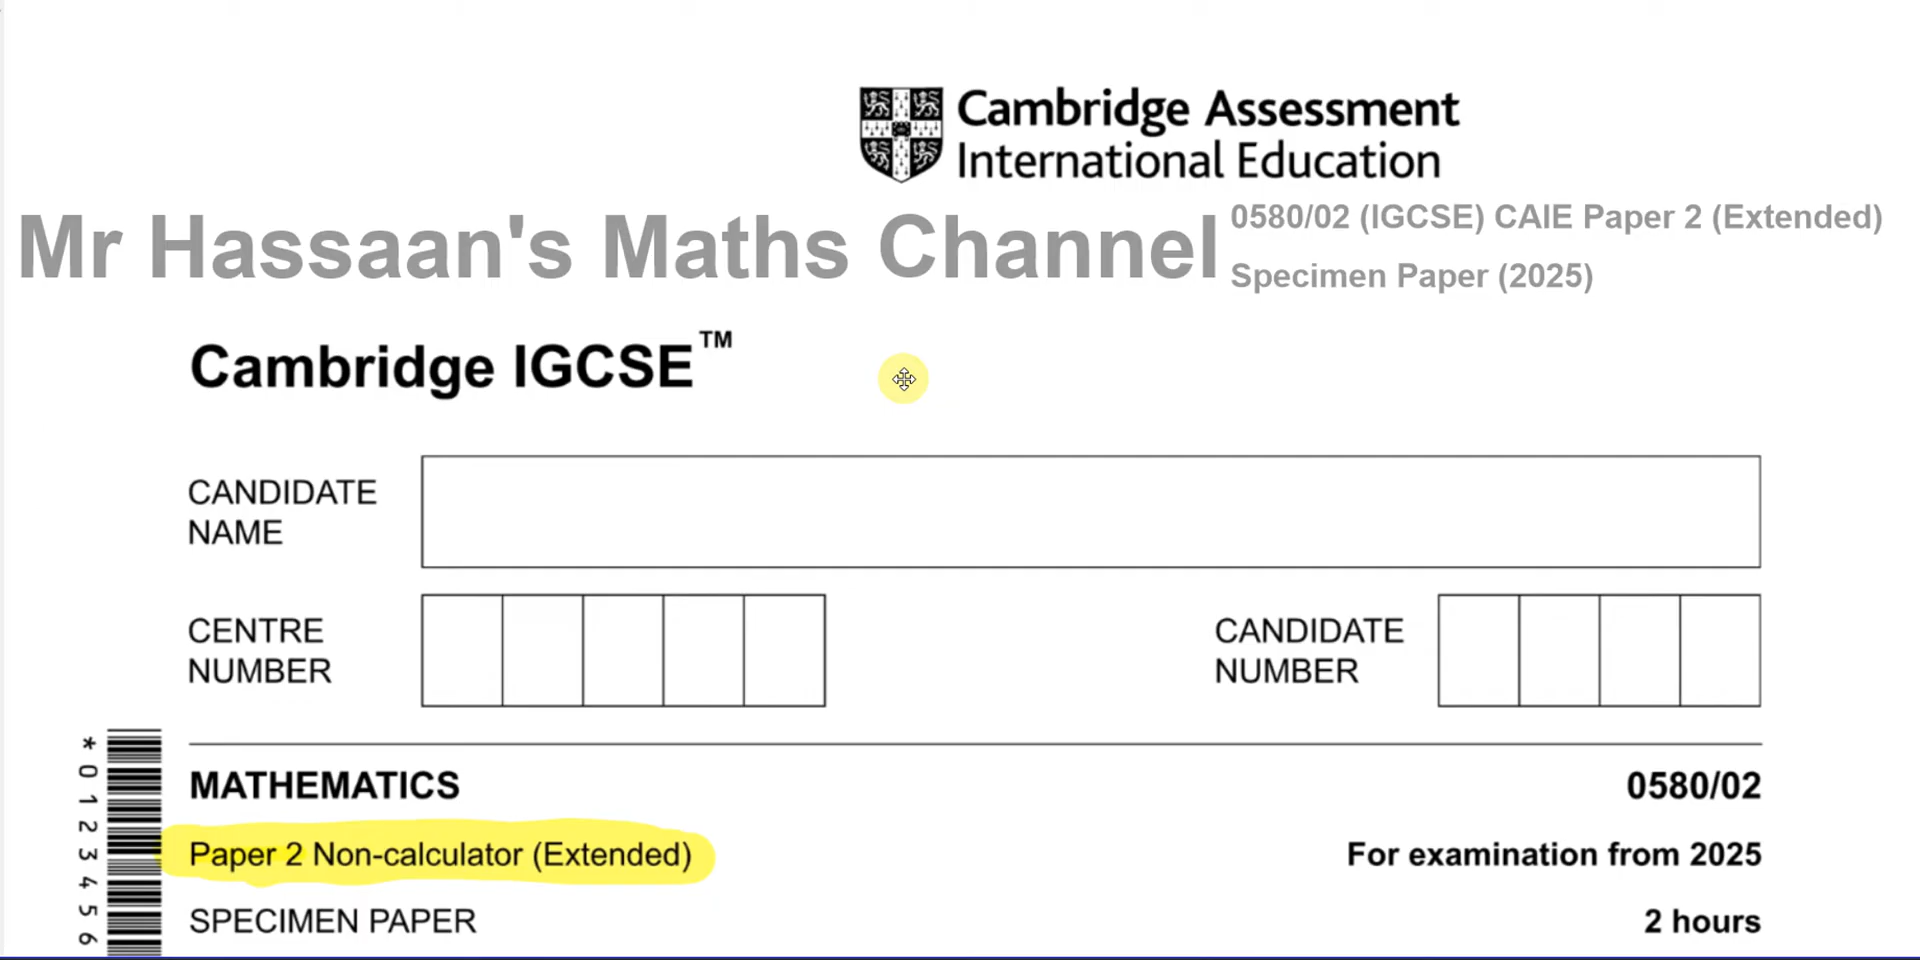 Cambridge Assessment
International Education
Mr Hassaan's Maths Channel
0580/02 (IGCSE) CAIE Paper 2 (Extended)
Specimen Paper (2025)
Cambridge IGCSE™
CANDIDATE
NAME
CENTRE
NUMBER
CANDIDATE
NUMBER
MATHEMATICS 0580/02
Paper 2 Non-calculator (Extended) For examination from 2025
SPECIMEN PAPER 2 hours
*0123456